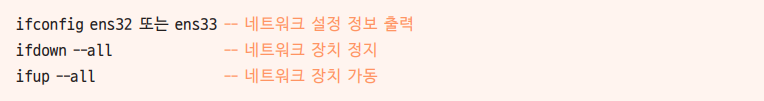 ifconfig ens32 또는 ens33 -- 네트워크 설정 정보 출력
ifdown --all -- 네트워크 장치 정지
ifup --all -- 네트워크 장치 가동